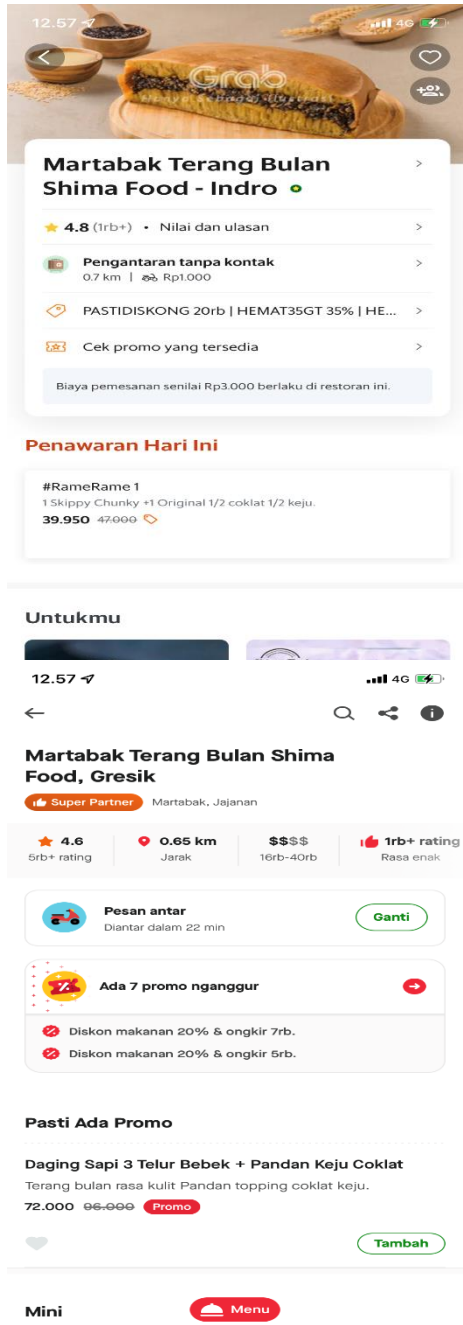 12.57
4G
Grab
Hanya sebagai ilustrasi
Martabak Terang Bulan
Shima Food - Indro
4.8 (1rb+) • Nilai dan ulasan
Pengantaran tanpa kontak
0.7 km | Rp1.000
PASTIDISKONG 20rb | HEMAT35GT 35% | HE...
Cek promo yang tersedia
Biaya pemesanan senilai Rp3.000 berlaku di restoran ini.
Penawaran Hari Ini
#RameRame 1
1 Skippy Chunky +1 Original 1/2 coklat 1/2 keju.
39.950 47.000
Untukmu
12.57
4G
Martabak Terang Bulan Shima
Food, Gresik
Super Partner Martabak, Jajanan
4.6 0.65 km $$$$ 1rb+ rating
5rb+ rating Jarak 16rb-40rb Rasa enak
Pesan antar
Diantar dalam 22 min
Ganti
Ada 7 promo nganggur
Diskon makanan 20% & ongkir 7rb.
Diskon makanan 20% & ongkir 5rb.
Pasti Ada Promo
Daging Sapi 3 Telur Bebek + Pandan Keju Coklat
Terang bulan rasa kulit Pandan topping coklat keju.
72.000 96.000 Promo
Tambah
Mini
Menu